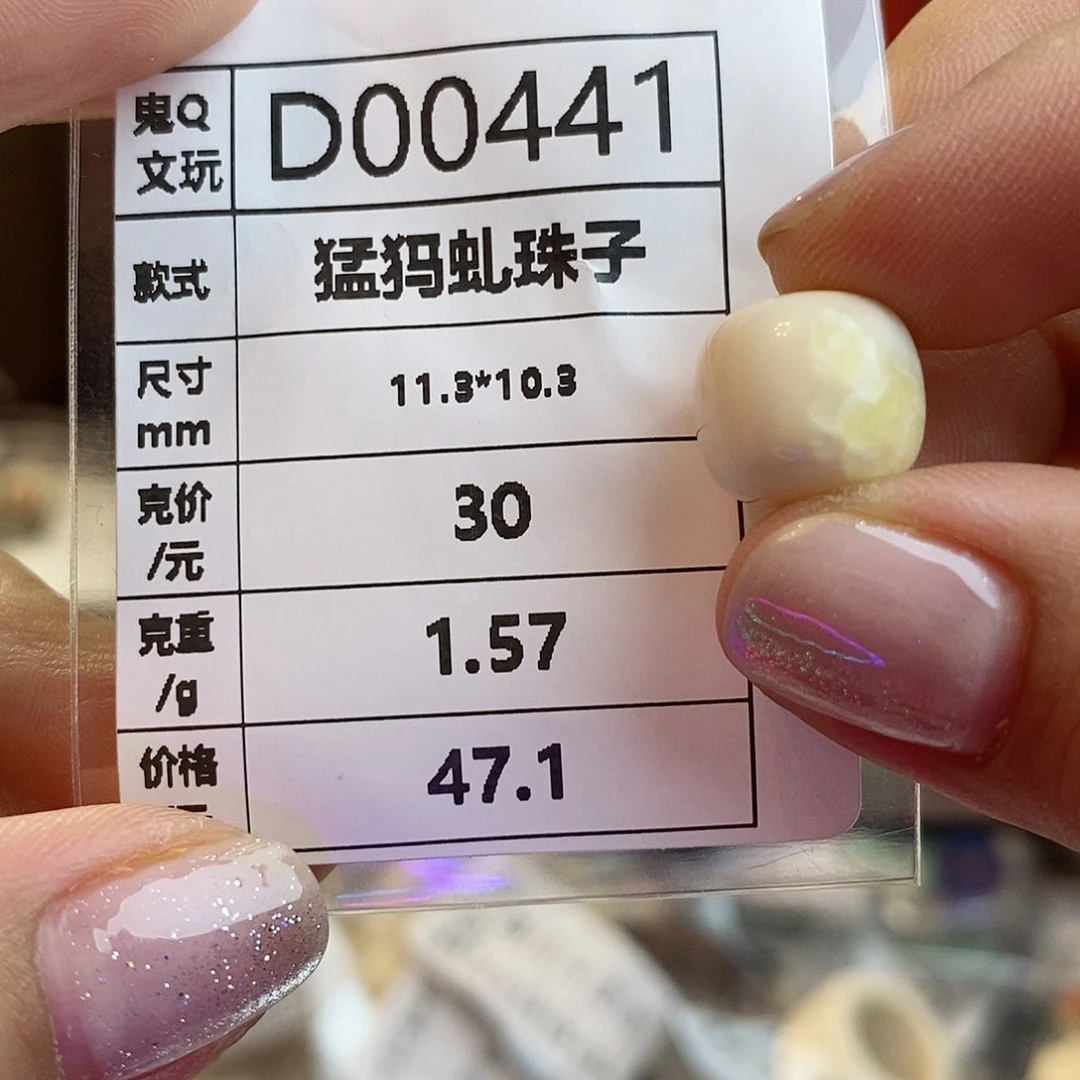 鬼Q
文玩
D00441
款式
猛犸虬珠子
尺寸
mm
11.3*10.3
克价
/元
30
克重
/g
1.57
价格
47.1